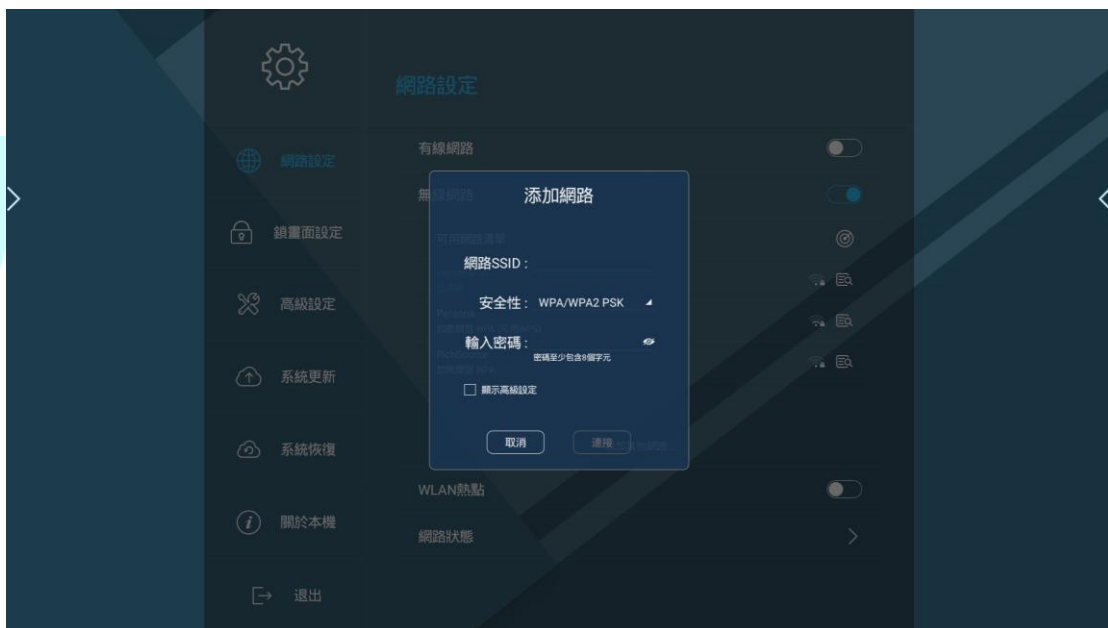 網路設定
網路設定
鎖畫面設定
高級設定
系統更新
系統恢復
關於本機
退出
有線網路
無線網路
添加網路
網路SSID :
安全性 : WPA/WPA2 PSK
輸入密碼 :
密碼至少包含8個字元
顯示高級設定
取消
連接
WLAN熱點
網路狀態